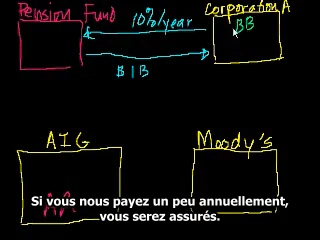 Pension Fund
10%/year
Corporation A
BB
$1B
AIG
Moody's
AA
Si vous nous payez un peu annuellement,
vous serez assurés.